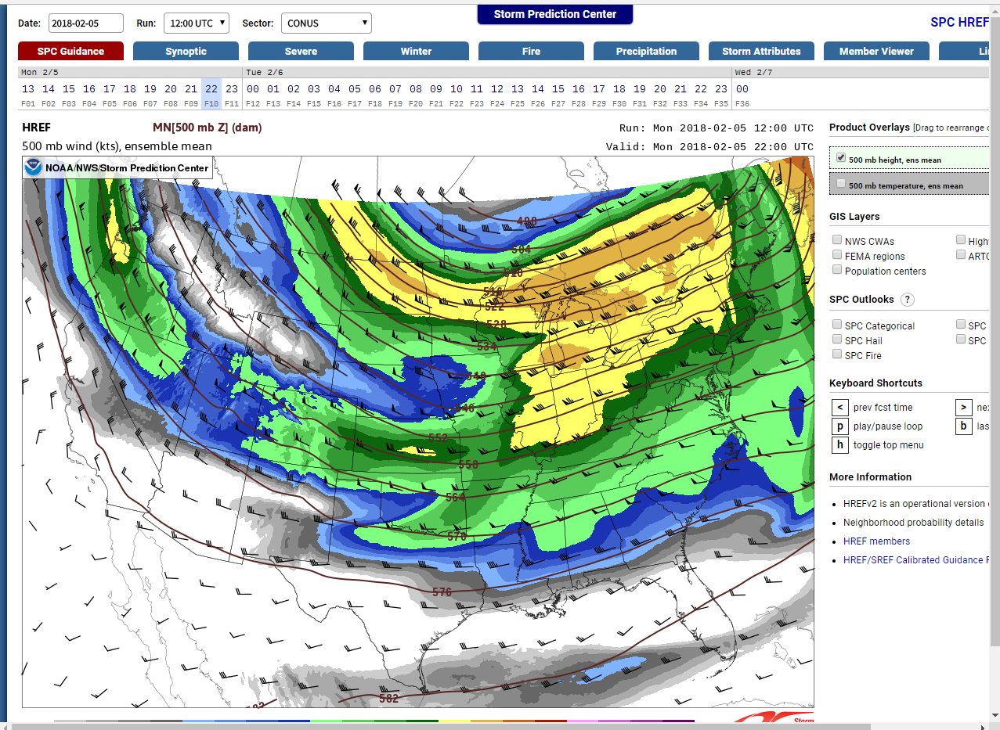 Storm Prediction Center
Date: 2018-02-05 Run: 12:00 UTC Sector: CONUS
SPC HREF
SPC Guidance Synoptic Severe Winter Fire Precipitation Storm Attributes Member Viewer
Mon 2/5 Tue 2/6 Wed 2/7
13 14 15 16 17 18 19 20 21 22 23 00 01 02 03 04 05 06 07 08 09 10 11 12 13 14 15 16 17 18 19 20 21 22 23 00
F01 F02 F03 F04 F05 F06 F07 F08 F09 F10 F11 F12 F13 F14 F15 F16 F17 F18 F19 F20 F21 F22 F23 F24 F25 F26 F27 F28 F29 F30 F31 F32 F33 F34 F35 F36
HREF MN[500 mb Z] (dam) Run: Mon 2018-02-05 12:00 UTC
500 mb wind (kts), ensemble mean Valid: Mon 2018-02-05 22:00 UTC
NOAA/NWS/Storm Prediction Center
498
504
510
516
522
528
534
540
546
552
558
564
570
576
582
Storm
Product Overlays [Drag to rearrange
500 mb height, ens mean
500 mb temperature, ens mean
GIS Layers
NWS CWAs
FEMA regions
Population centers
SPC Outlooks ?
SPC Categorical SPC
SPC Hail SPC
SPC Fire
Keyboard Shortcuts
< prev fcst time >
p play/pause loop b
h toggle top menu
More Information
HREFv2 is an operational version
Neighborhood probability details
HREF members
HREF/SREF Calibrated Guidance